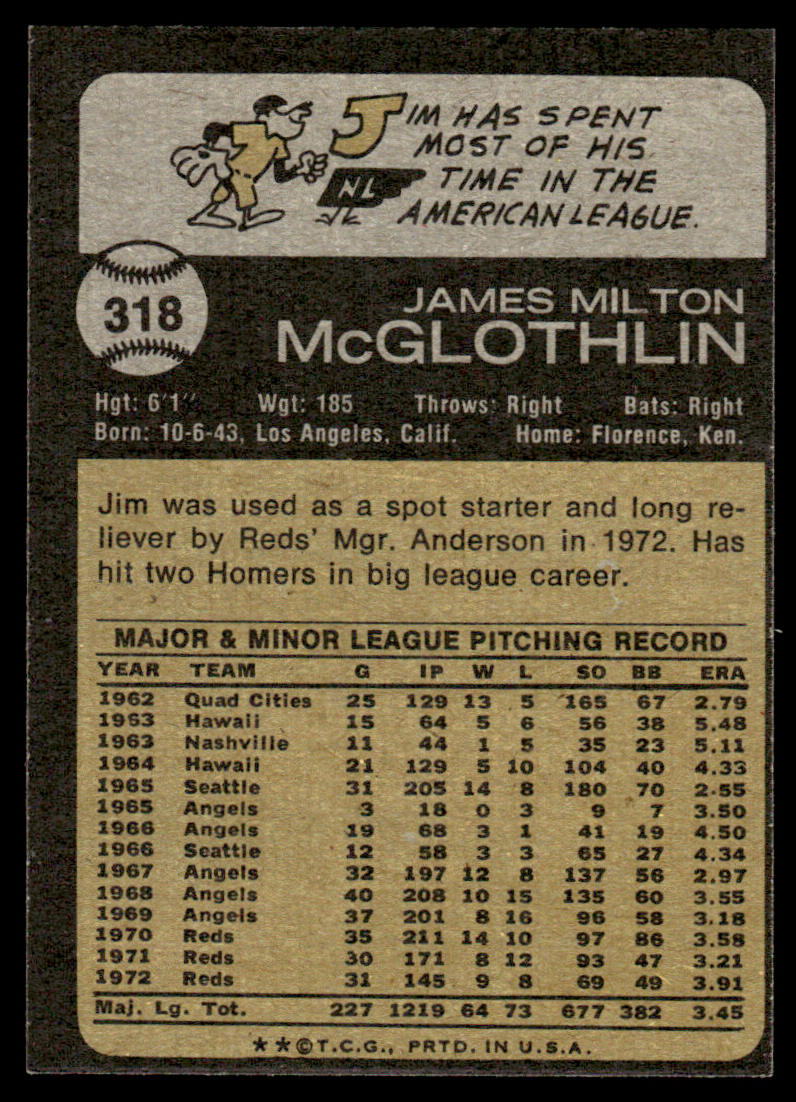 JIM HAS SPENT
MOST OF HIS
TIME IN THE
AMERICAN LEAGUE.
NL
318
JAMES MILTON
McGLOTHLIN
Hgt: 6'1" Wgt: 185 Throws: Right Bats: Right
Born: 10-6-43, Los Angeles, Calif. Home: Florence, Ken.
Jim was used as a spot starter and long re-
liever by Reds' Mgr. Anderson in 1972. Has
hit two Homers in big league career.
MAJOR & MINOR LEAGUE PITCHING RECORD
YEAR TEAM G IP W L SO BB ERA
1962 Quad Cities 25 129 13 5 165 67 2.79
1963 Hawaii 15 64 5 6 56 38 5.48
1963 Nashville 11 44 1 5 35 23 5.11
1964 Hawaii 21 129 5 10 104 40 4.33
1965 Seattle 31 205 14 8 180 70 2.55
1965 Angels 3 18 0 3 9 7 3.50
1966 Angels 19 68 3 1 41 19 4.50
1966 Seattle 12 58 3 3 65 27 4.34
1967 Angels 32 197 12 8 137 56 2.97
1968 Angels 40 208 10 15 135 60 3.55
1969 Angels 37 201 8 16 96 58 3.18
1970 Reds 35 211 14 10 97 86 3.58
1971 Reds 30 171 8 12 93 47 3.21
1972 Reds 31 145 9 8 69 49 3.91
Maj. Lg. Tot. 227 1219 64 73 677 382 3.45
★★©T.C.G., PRTD. IN U.S.A.